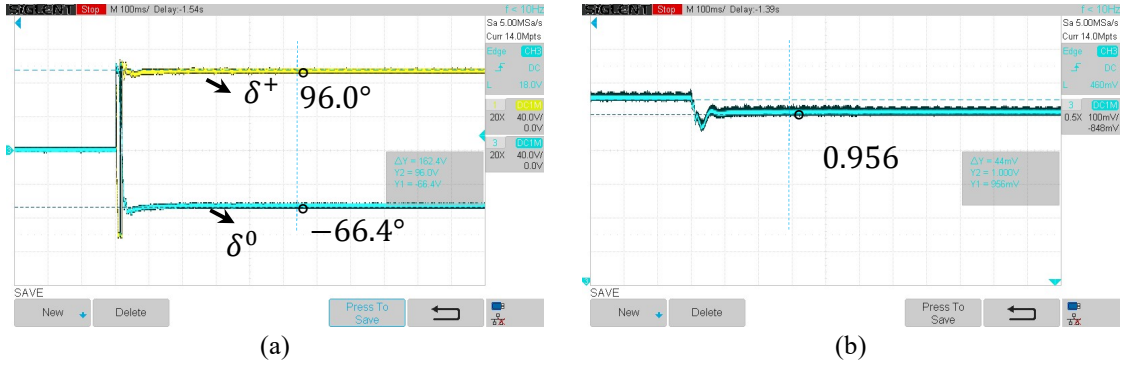 SIGLENT Stop M 100ms/ Delay:-1.54s f < 10Hz
Sa 5.00MSa/s
Curr 14.0Mpts
Edge CH3
DC
L 18.0V
1 DC1M
20X 40.0V/
0.0V
3 DC1M
20X 40.0V/
0.0V
δ⁺ 96.0°
3
△Y = 162.4V
Y2 = 96.0V
Y1 = -66.4V
δ⁰ −66.4°
SAVE
New Delete Press To Save
(a)
SIGLENT Stop M 100ms/ Delay:-1.39s f < 10Hz
Sa 5.00MSa/s
Curr 14.0Mpts
Edge CH3
DC
L 460mV
3 DC1M
0.5X 100mV/
-848mV
0.956
△Y = 44mV
Y2 = 1.000V
Y1 = 956mV
3
SAVE
New Delete Press To Save
(b)